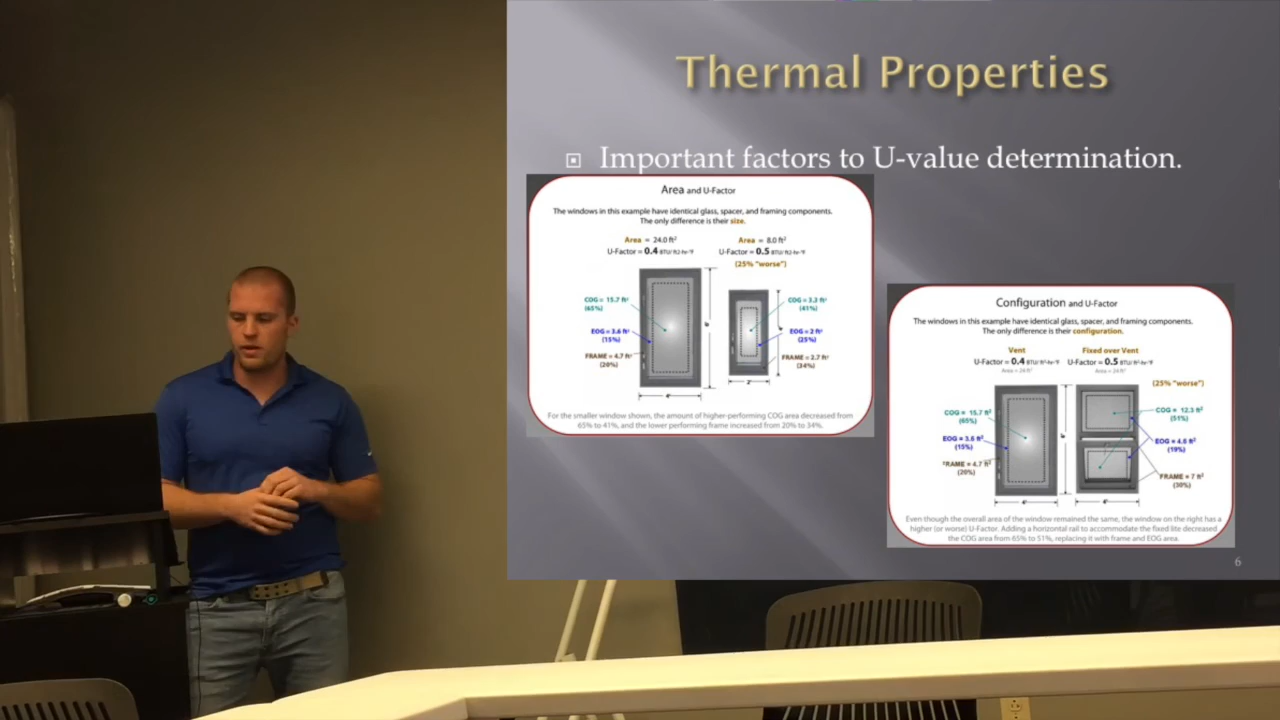 Thermal Properties
Important factors to U-value determination.
Area and U-Factor
The windows in this example have identical glass, spacer, and framing components.
The only difference is their size.
Area = 24.0 ft²
U-Factor = 0.4 BTU/ft2-hr-°F
Area = 8.0 ft²
U-Factor = 0.5 BTU/ft2-hr-°F
(25% "worse")
COG = 15.7 ft²
(65%)
EOG = 3.6 ft²
(15%)
FRAME = 4.7 ft²
(20%)
6'
4'
COG = 3.3 ft²
(41%)
EOG = 2 ft²
(25%)
FRAME = 2.7 ft²
(34%)
4'
2'
For the smaller window shown, the amount of higher-performing COG area decreased from
65% to 41%, and the lower performing frame increased from 20% to 34%.
Configuration and U-Factor
The windows in this example have identical glass, spacer, and framing components.
The only difference is their configuration.
Vent
U-Factor = 0.4 BTU/ft²-hr-°F
Area = 24 ft²
Fixed over Vent
U-Factor = 0.5 BTU/ft²-hr-°F
Area = 24 ft²
(25% "worse")
COG = 15.7 ft²
(65%)
EOG = 3.6 ft²
(15%)
FRAME = 4.7 ft²
(20%)
6'
4'
COG = 12.3 ft²
(51%)
EOG = 4.6 ft²
(19%)
FRAME = 7 ft²
(30%)
4'
Even though the overall area of the window remained the same, the window on the right has a
higher (or worse) U-Factor. Adding a horizontal rail to accommodate the fixed lite decreased
the COG area from 65% to 51%, replacing it with frame and EOG area.
6